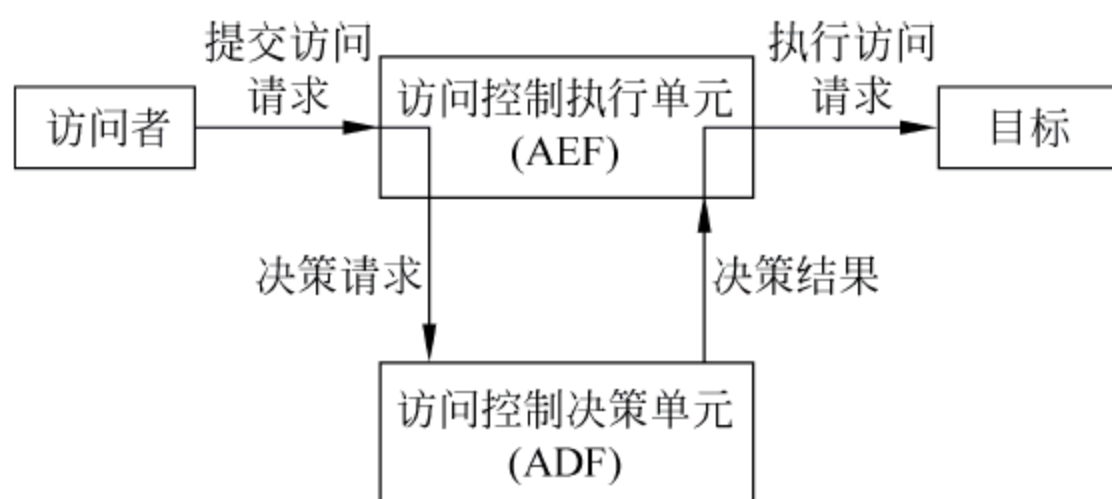 提交访问
请求
执行访问
请求
访问者
访问控制执行单元
(AEF)
目标
决策请求
决策结果
访问控制决策单元
(ADF)